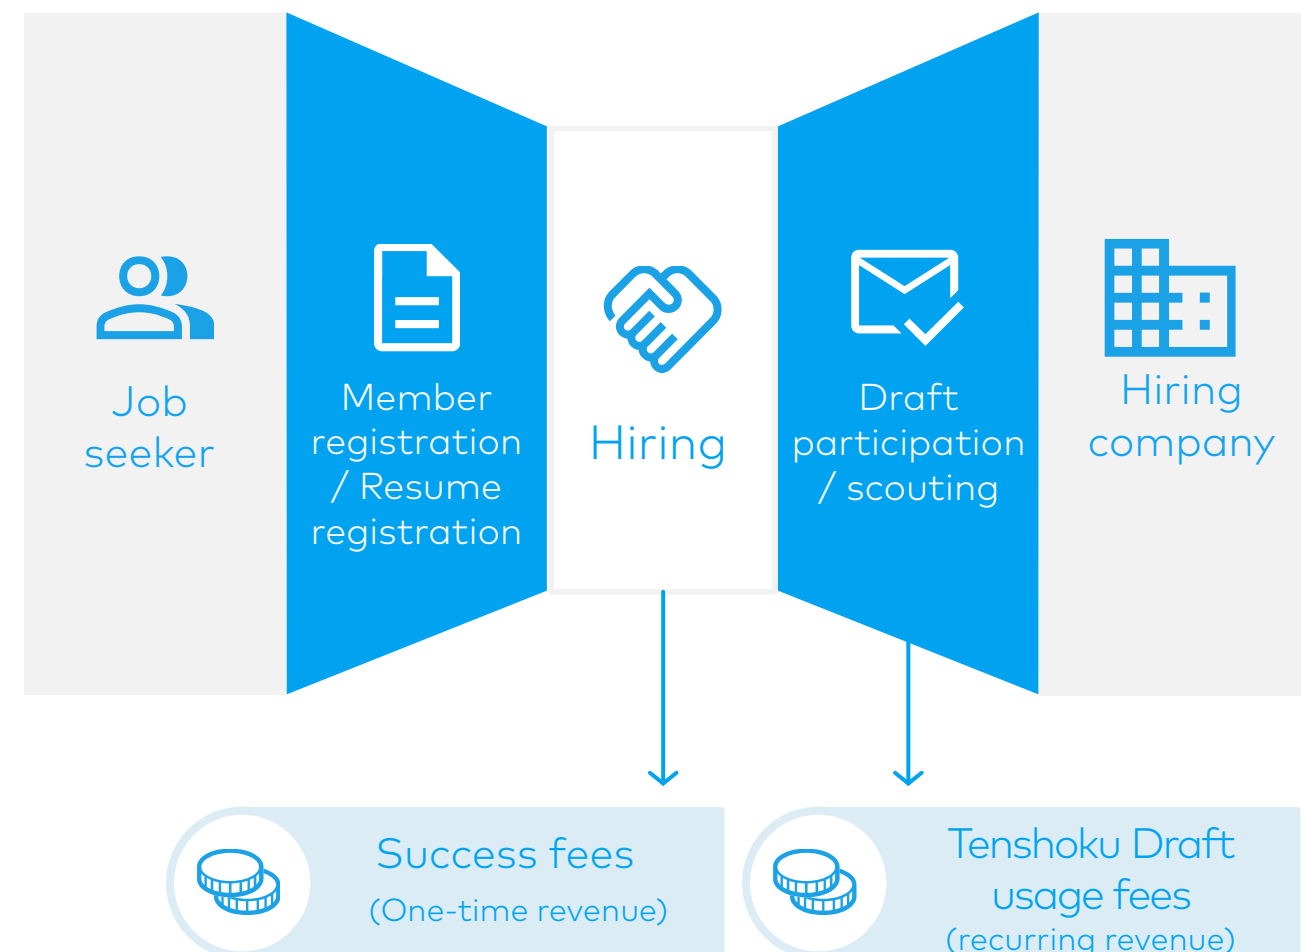 Job
seeker
Member
registration
/ Resume
registration
Hiring
Draft
participation
/ scouting
Hiring
company
Success fees
(One-time revenue)
Tenshoku Draft
usage fees
(recurring revenue)